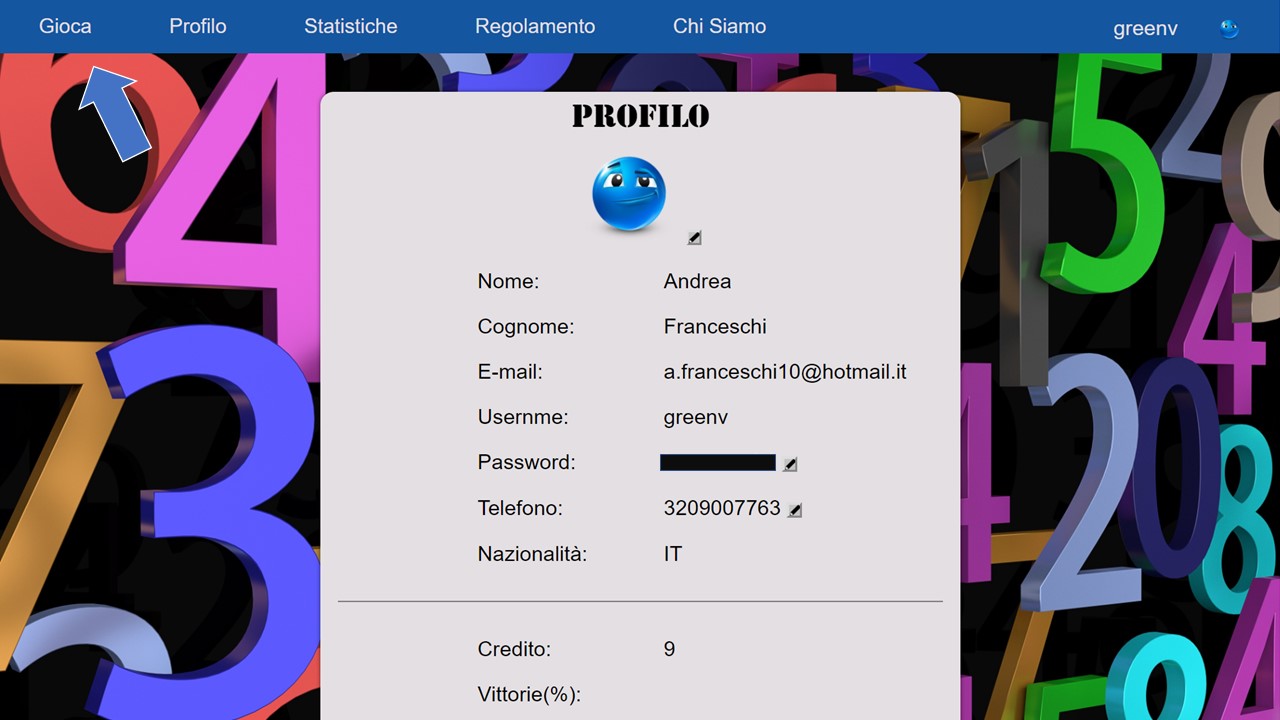 Gioca Profilo Statistiche Regolamento Chi Siamo greenv
PROFILO
Nome: Andrea
Cognome: Franceschi
E-mail: a.franceschi10@hotmail.it
Usernme: greenv
Password:
Telefono: 3209007763
Nazionalità: IT
Credito: 9
Vittorie(%):